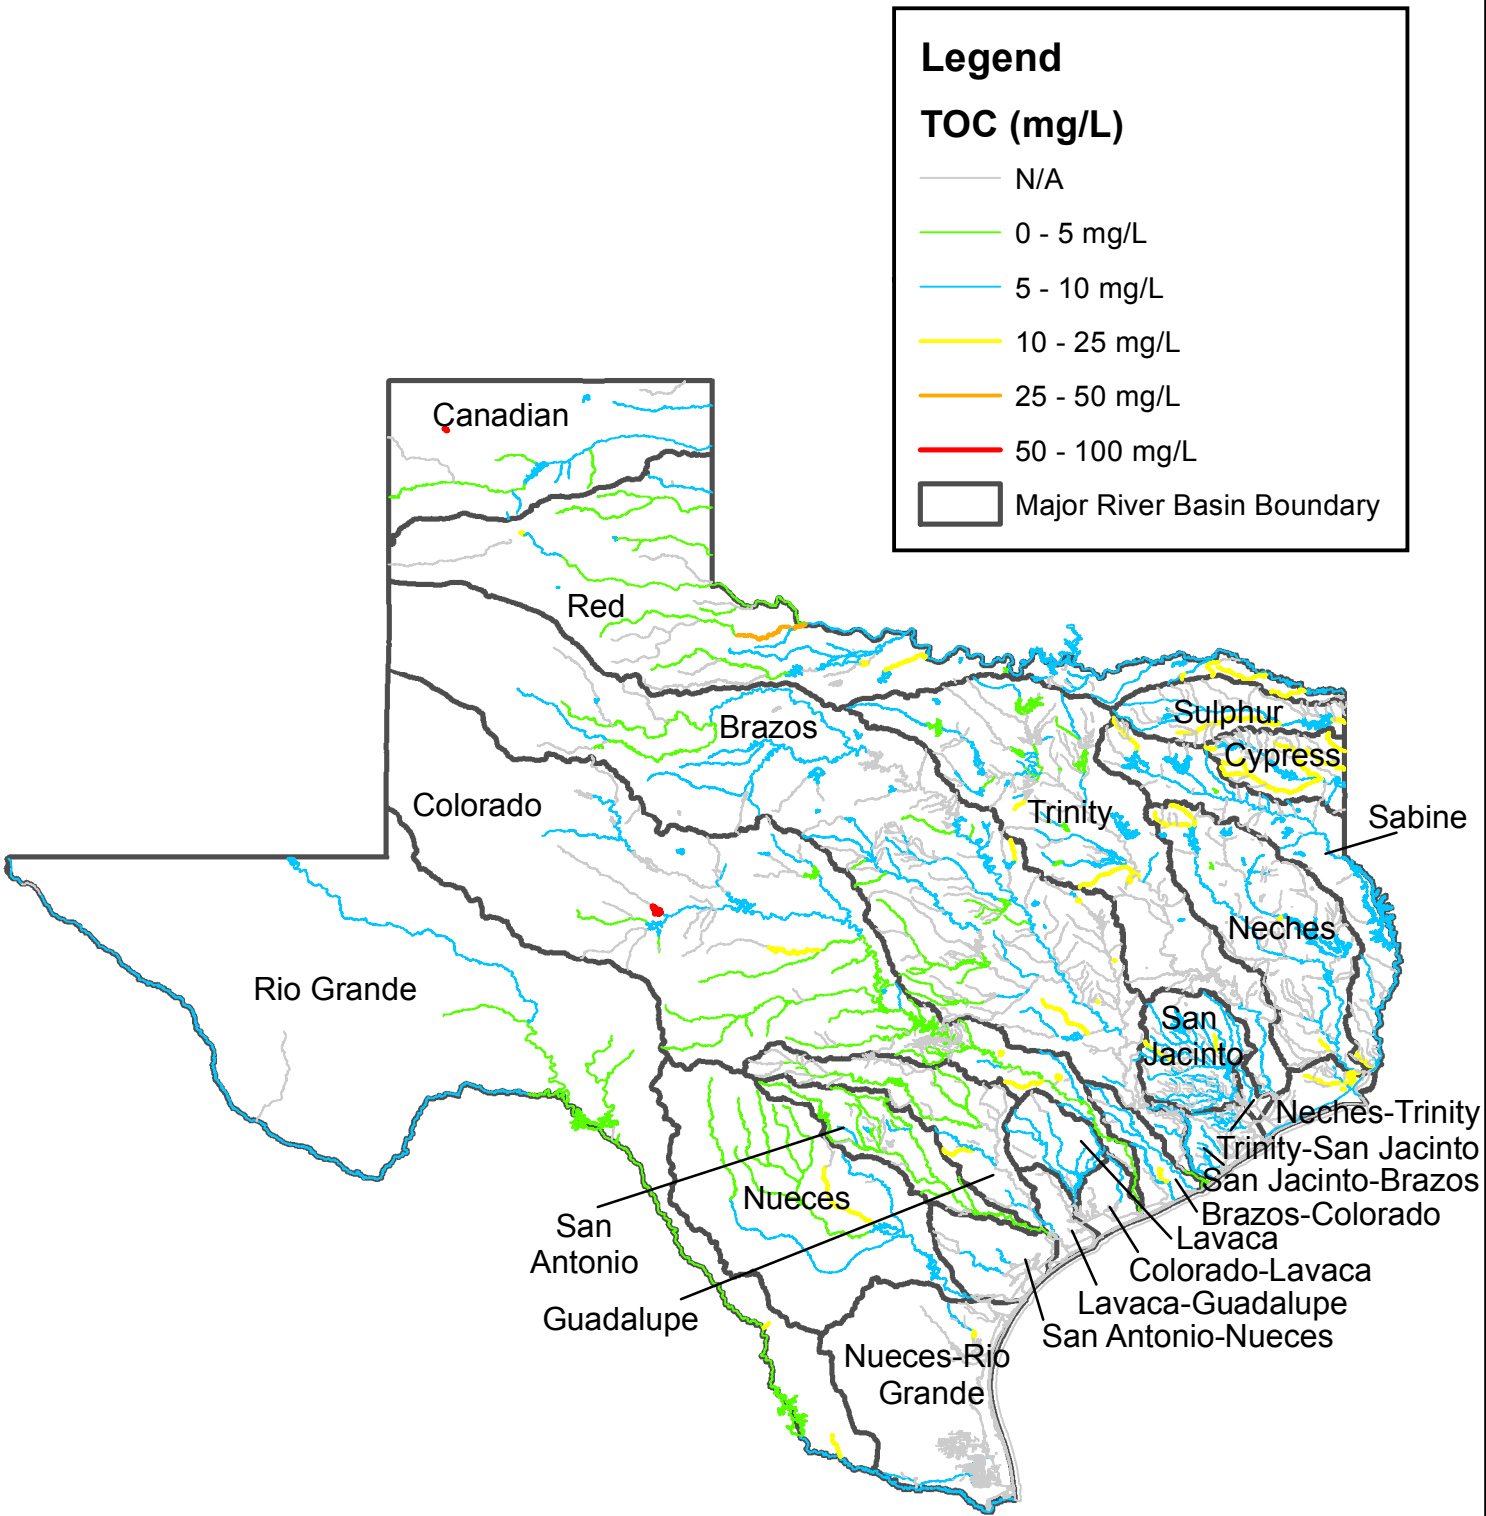 Legend
TOC (mg/L)
N/A
0 - 5 mg/L
5 - 10 mg/L
10 - 25 mg/L
25 - 50 mg/L
50 - 100 mg/L
Major River Basin Boundary
Canadian
Red
Sulphur
Brazos
Cypress
Colorado
Trinity
Sabine
Neches
Rio Grande
San
Jacinto
Neches-Trinity
Trinity-San Jacinto
San Jacinto-Brazos
Nueces
Brazos-Colorado
San
Antonio
Lavaca
Colorado-Lavaca
Lavaca-Guadalupe
Guadalupe
San Antonio-Nueces
Nueces-Rio
Grande